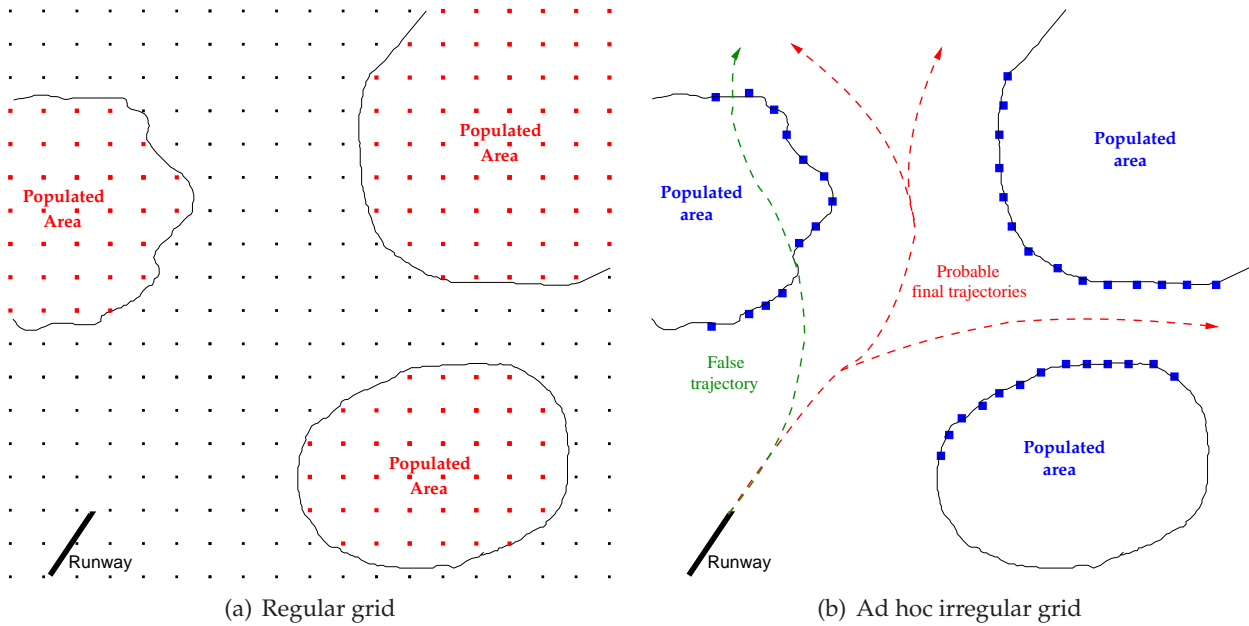 Populated
Area
Populated
Area
Populated
Area
Runway
(a) Regular grid
Populated
area
Populated
area
Probable
final trajectories
False
trajectory
Populated
area
Runway
(b) Ad hoc irregular grid